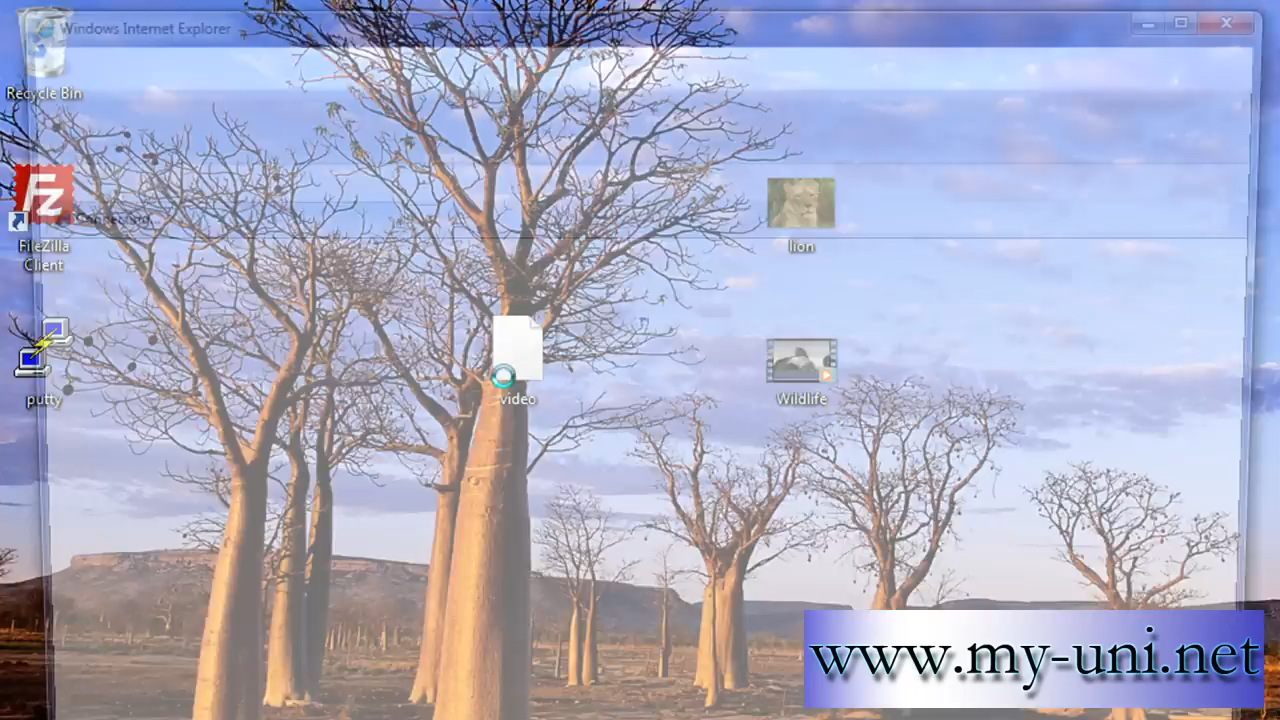 Windows Internet Explorer
Recycle Bin
FileZilla
Client
putty
video
lion
Wildlife
www.my-uni.net